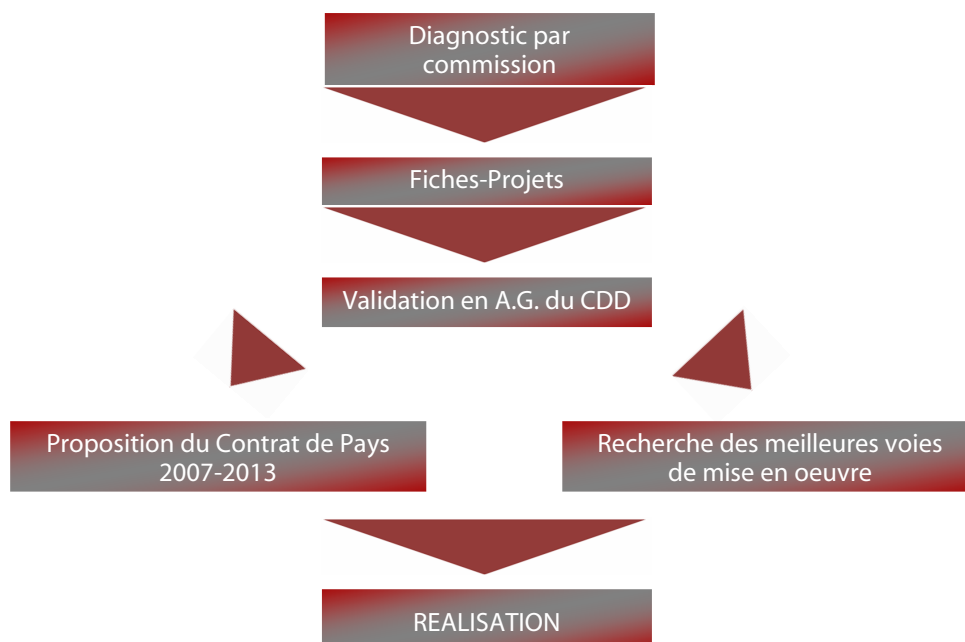 Diagnostic par
commission
Fiches-Projets
Validation en A.G. du CDD
Proposition du Contrat de Pays
2007-2013
Recherche des meilleures voies
de mise en oeuvre
REALISATION